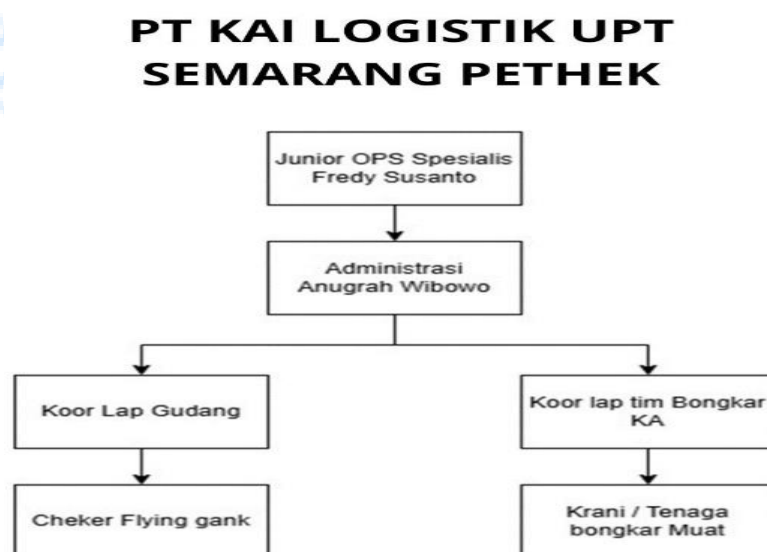 PT KAI LOGISTIK UPT
SEMARANG PETHEK
Junior OPS Spesialis
Fredy Susanto
Administrasi
Anugrah Wibowo
Koor Lap Gudang
Koor lap tim Bongkar
KA
Cheker Flying gank
Krani / Tenaga
bongkar Muat